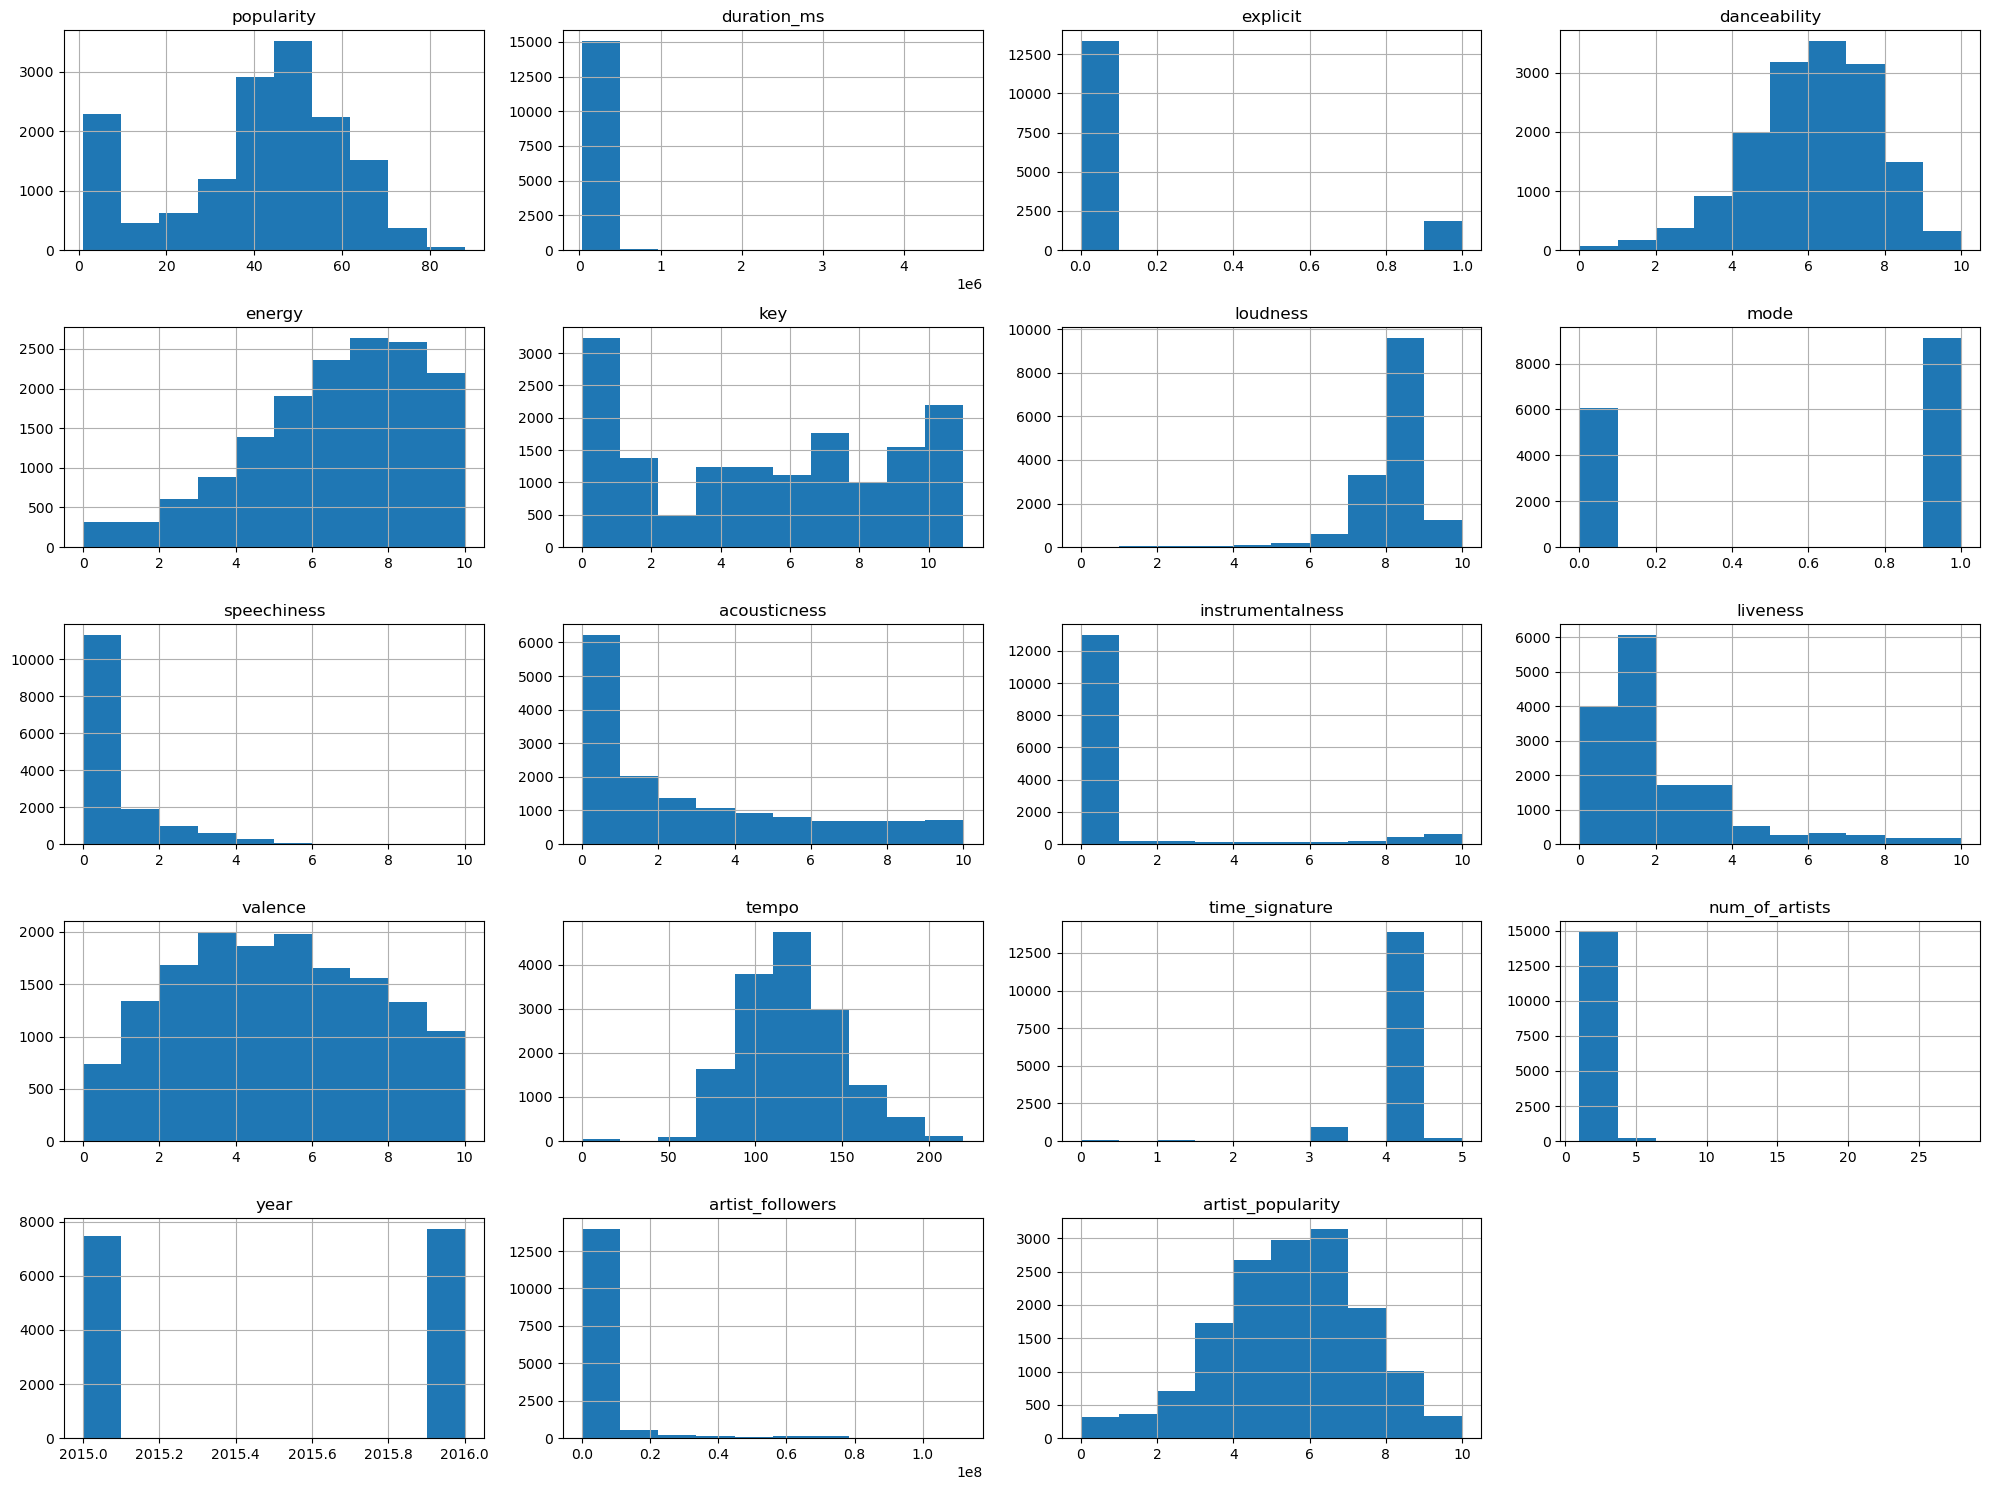 popularity
3000
2000
1000
0
0 20 40 60 80
duration_ms
15000
12500
10000
7500
5000
2500
0
0 1 2 3 4
1e6
explicit
12500
10000
7500
5000
2500
0
0.0 0.2 0.4 0.6 0.8 1.0
danceability
3000
2000
1000
0
0 2 4 6 8 10
energy
2500
2000
1500
1000
500
0
0 2 4 6 8 10
key
3000
2500
2000
1500
1000
500
0
0 2 4 6 8 10
loudness
10000
8000
6000
4000
2000
0
0 2 4 6 8 10
mode
8000
6000
4000
2000
0
0.0 0.2 0.4 0.6 0.8 1.0
speechiness
10000
8000
6000
4000
2000
0
0 2 4 6 8 10
acousticness
6000
5000
4000
3000
2000
1000
0
0 2 4 6 8 10
instrumentalness
12000
10000
8000
6000
4000
2000
0
0 2 4 6 8 10
liveness
6000
5000
4000
3000
2000
1000
0
0 2 4 6 8 10
valence
2000
1500
1000
500
0
0 2 4 6 8 10
tempo
4000
3000
2000
1000
0
0 50 100 150 200
time_signature
12500
10000
7500
5000
2500
0
0 1 2 3 4 5
num_of_artists
15000
12500
10000
7500
5000
2500
0
0 5 10 15 20 25
year
8000
6000
4000
2000
0
2015.0 2015.2 2015.4 2015.6 2015.8 2016.0
artist_followers
12500
10000
7500
5000
2500
0
0.0 0.2 0.4 0.6 0.8 1.0
1e8
artist_popularity
3000
2500
2000
1500
1000
500
0
0 2 4 6 8 10